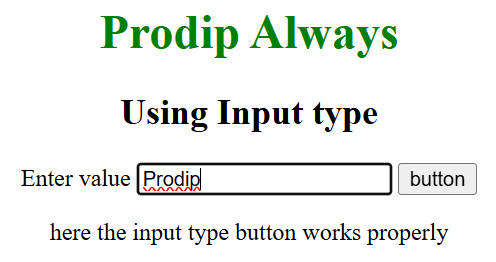 Prodip Always
Using Input type
Enter value Prodip button
here the input type button works properly